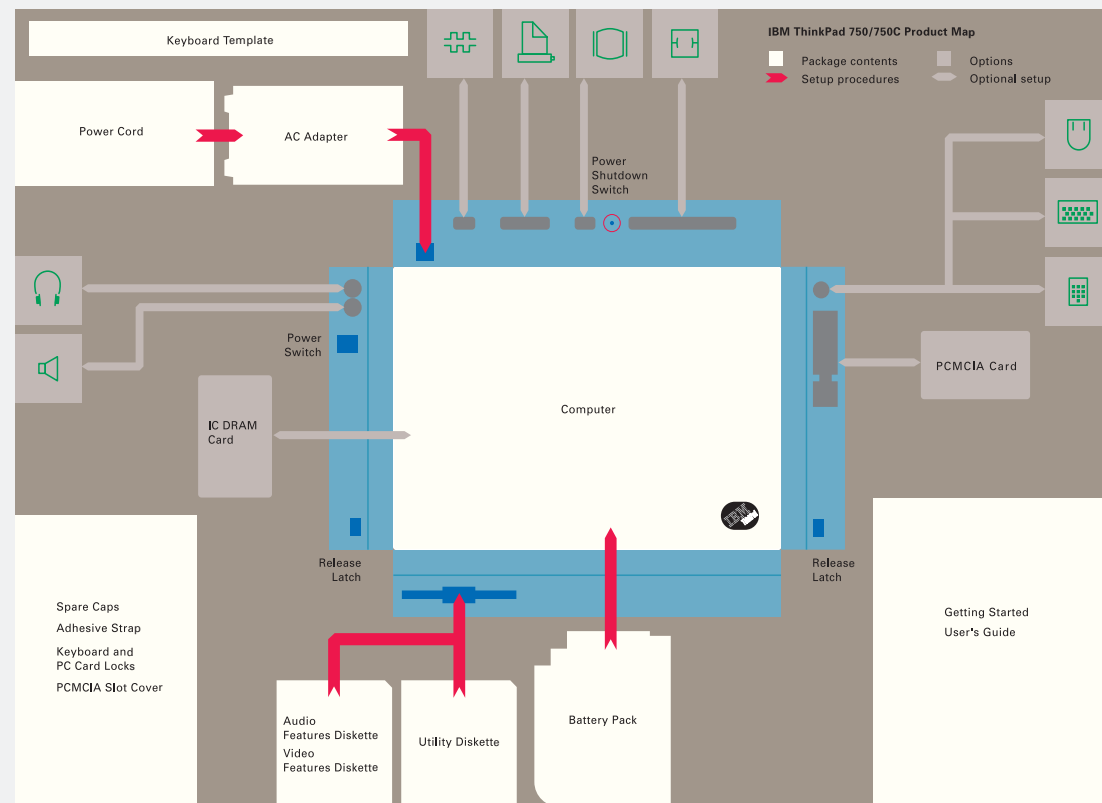 Keyboard Template
IBM ThinkPad 750/750C Product Map
Package contents
Options
Setup procedures
Optional setup
Power Cord
AC Adapter
Power
Shutdown
Switch
Power
Switch
PCMCIA Card
Computer
IC DRAM
Card
IBM
Release
Latch
Release
Latch
Spare Caps
Adhesive Strap
Keyboard and
PC Card Locks
PCMCIA Slot Cover
Getting Started
User's Guide
Audio
Features Diskette
Video
Features Diskette
Utility Diskette
Battery Pack